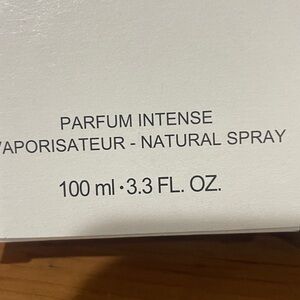 PARFUM INTENSE
VAPORISATEUR - NATURAL SPRAY
100 ml · 3.3 FL. OZ.